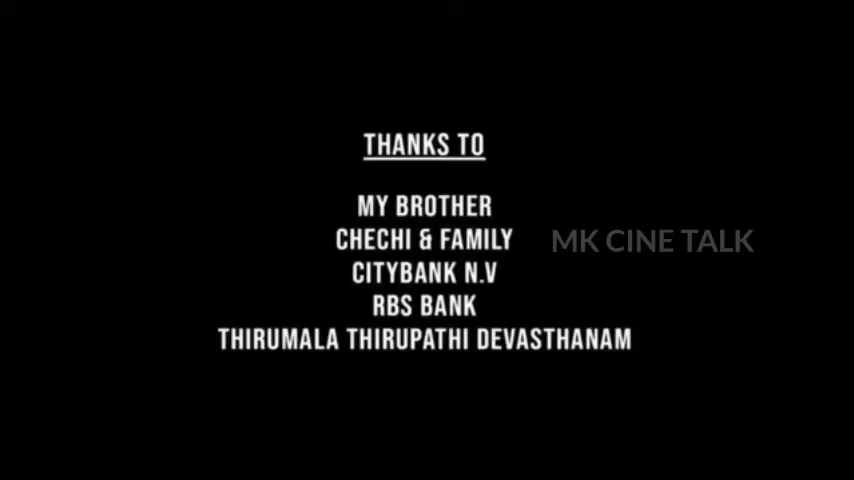 THANKS TO
MY BROTHER
CHECHI & FAMILY
MK CINE TALK
CITYBANK N.V
RBS BANK
THIRUMALA THIRUPATHI DEVASTHANAM